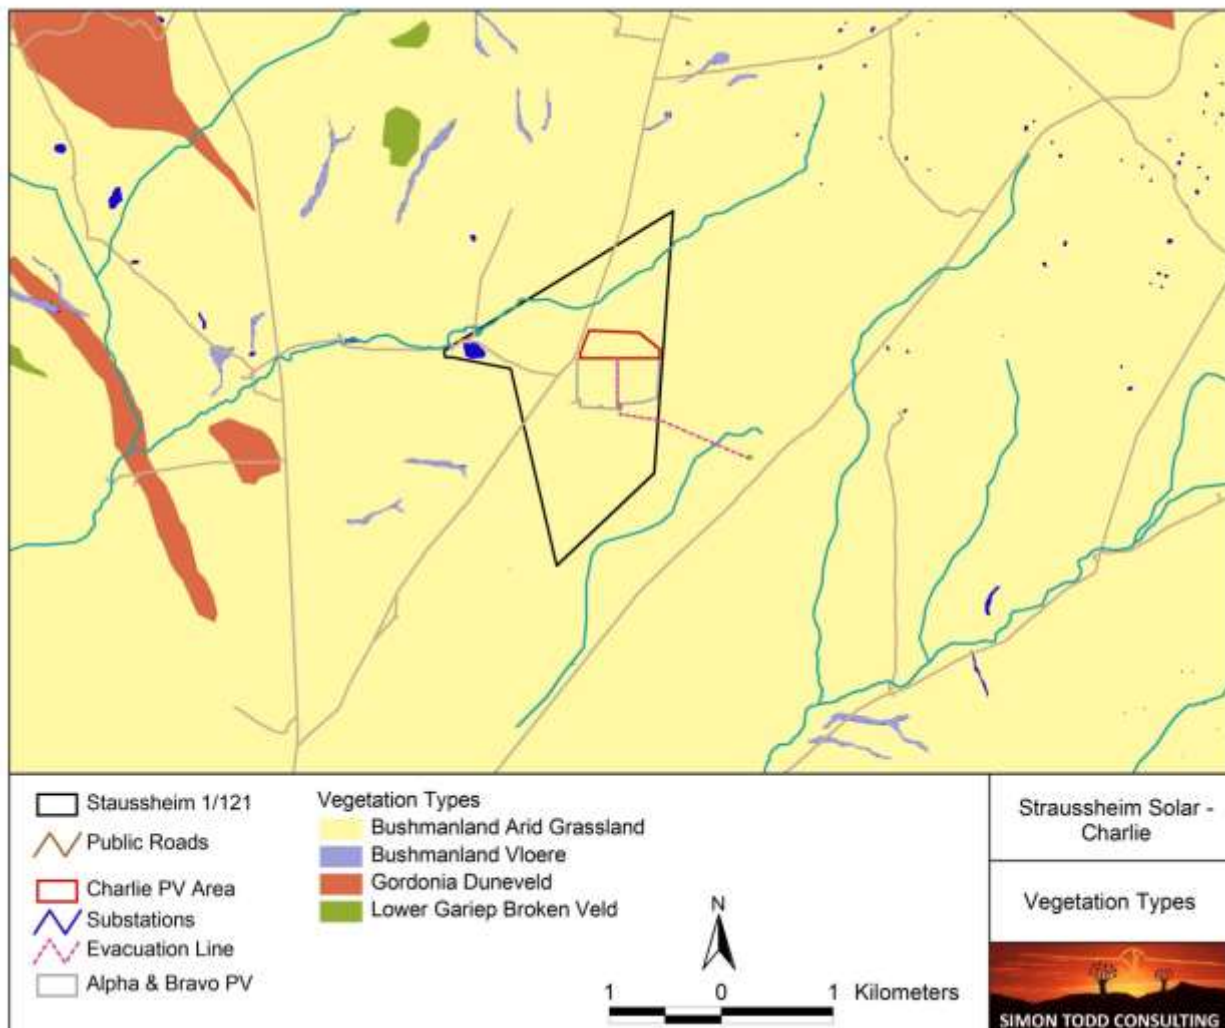 Staussheim 1/121
Public Roads
Charlie PV Area
Substations
Evacuation Line
Alpha & Bravo PV
Vegetation Types
Bushmanland Arid Grassland
Bushmanland Vloere
Gordonia Duneveld
Lower Gariep Broken Veld
N
1 0 1 Kilometers
Straussheim Solar -
Charlie
Vegetation Types
SIMON TODD CONSULTING